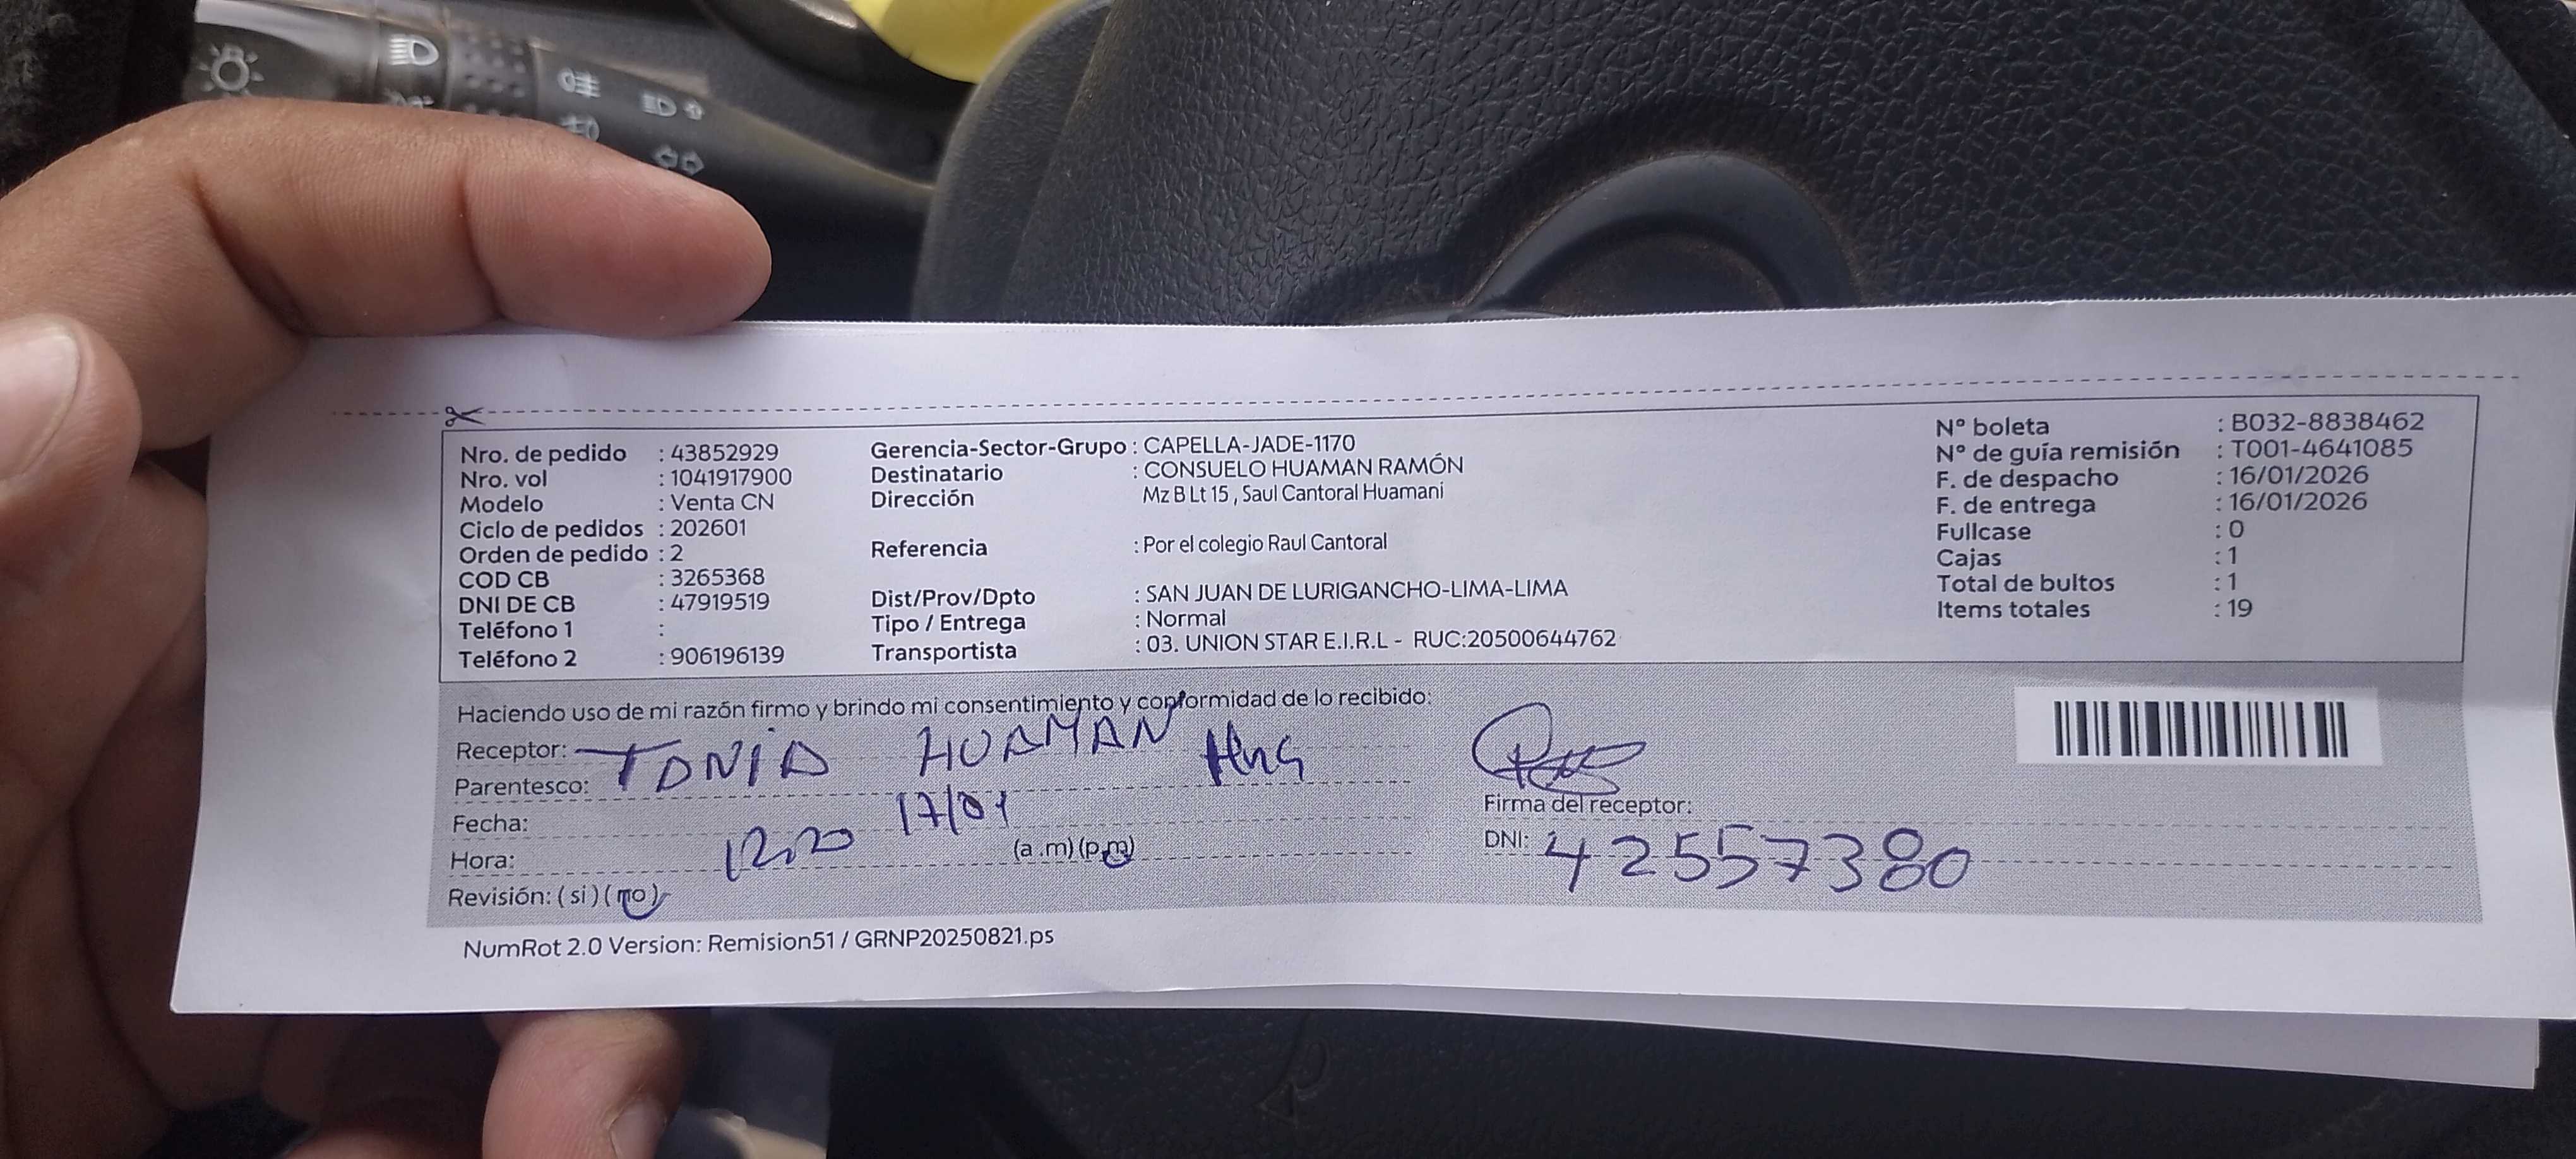 Nro. de pedido : 43852929
Nro. vol : 1041917900
Modelo : Venta CN
Ciclo de pedidos : 202601
Orden de pedido : 2
COD CB : 3265368
DNI DE CB : 47919519
Teléfono 1 :
Teléfono 2 : 906196139
Gerencia-Sector-Grupo : CAPELLA-JADE-1170
Destinatario : CONSUELO HUAMAN RAMÓN
Dirección Mz B Lt 15 , Saul Cantoral Huamani
Referencia : Por el colegio Raul Cantoral
Dist/Prov/Dpto : SAN JUAN DE LURIGANCHO-LIMA-LIMA
Tipo / Entrega : Normal
Transportista : 03. UNION STAR E.I.R.L - RUC:20500644762
N° boleta : B032-8838462
N° de guía remisión : T001-4641085
F. de despacho : 16/01/2026
F. de entrega : 16/01/2026
Fullcase : 0
Cajas : 1
Total de bultos : 1
Items totales : 19
Haciendo uso de mi razón firmo y brindo mi consentimiento y conformidad de lo recibido:
Receptor: TANIA HUAMAN
Parentesco:
Fecha: 17/01
Hora: 12:20 (a .m) (p.m)
Revisión: ( si ) ( no )
Firma del receptor:
DNI: 42557380
NumRot 2.0 Version: Remision51 / GRNP20250821.ps